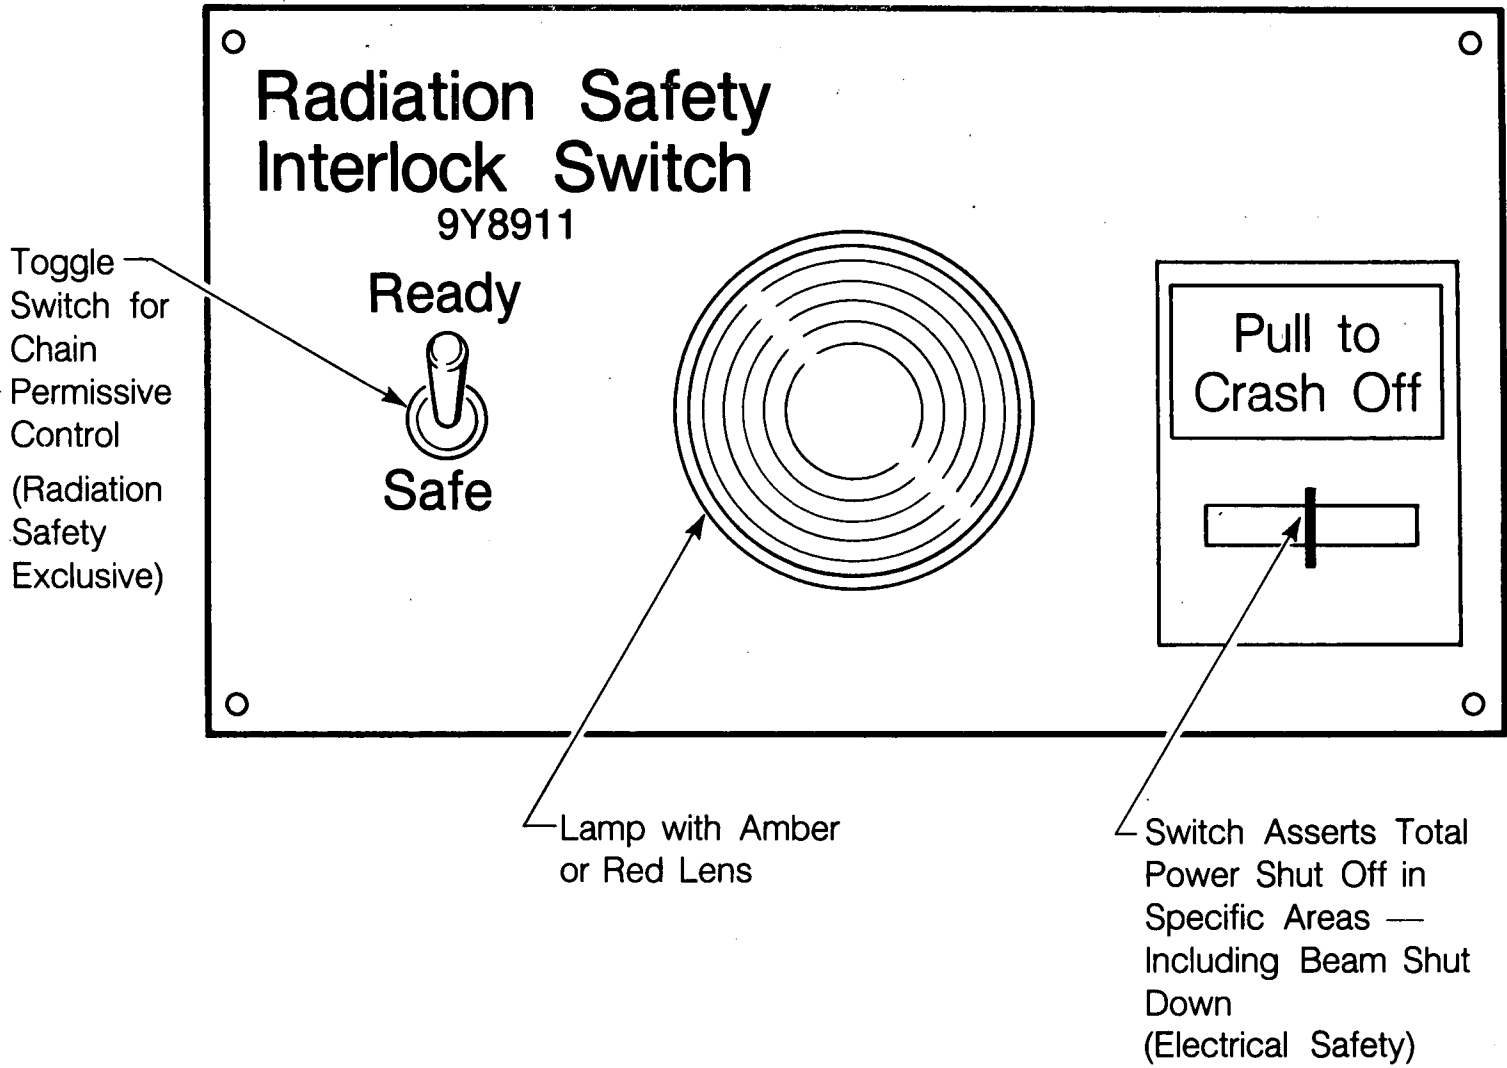 Radiation Safety
Interlock Switch
9Y8911
Ready
Safe
Pull to
Crash Off
Toggle
Switch for
Chain
Permissive
Control
(Radiation
Safety
Exclusive)
Lamp with Amber
or Red Lens
Switch Asserts Total
Power Shut Off in
Specific Areas —
Including Beam Shut
Down
(Electrical Safety)